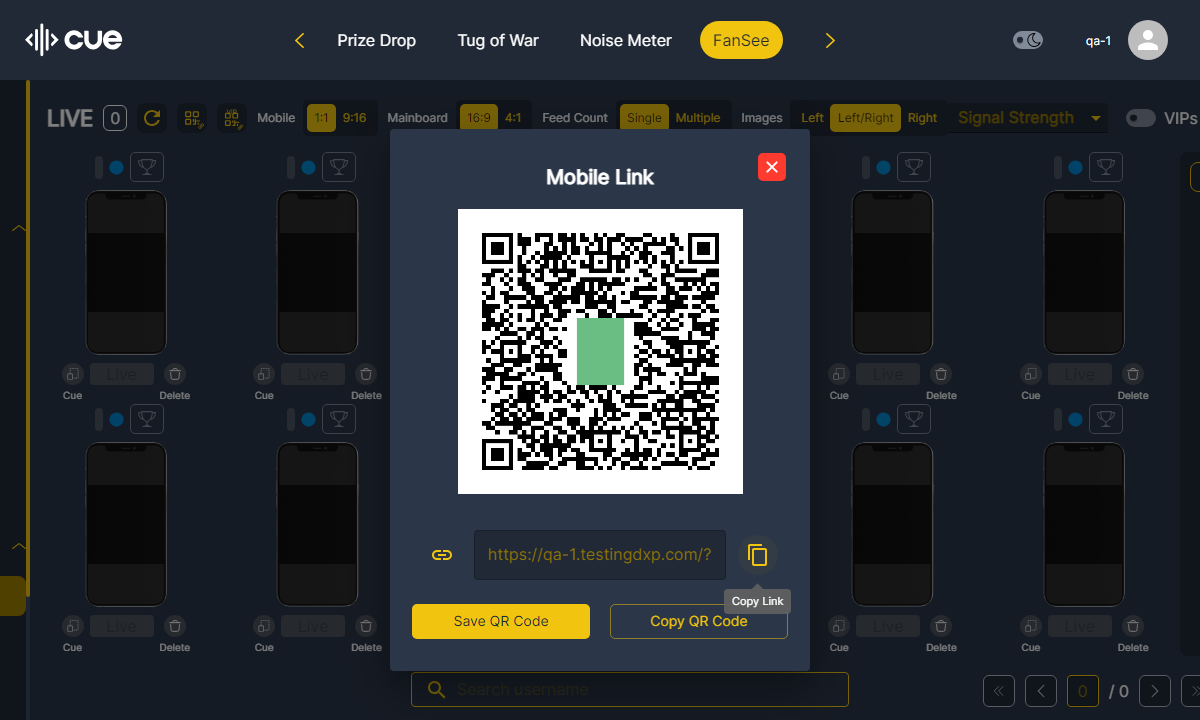 cue
Prize Drop
Tug of War
Noise Meter
FanSee
qa-1
LIVE 0
Mobile 1:1 9:16
Mainboard 16:9 4:1
Feed Count Single Multiple
Images Left Left/Right Right
Signal Strength
VIPs
Mobile Link
Live Live Live Live
Cue Delete Cue Delete Cue Delete Cue Delete
https://qa-1.testingdxp.com/?
Copy Link
Save QR Code
Copy QR Code
Live Live Live Live
Cue Delete Cue Delete Cue Delete Cue Delete
Search username
0 / 0